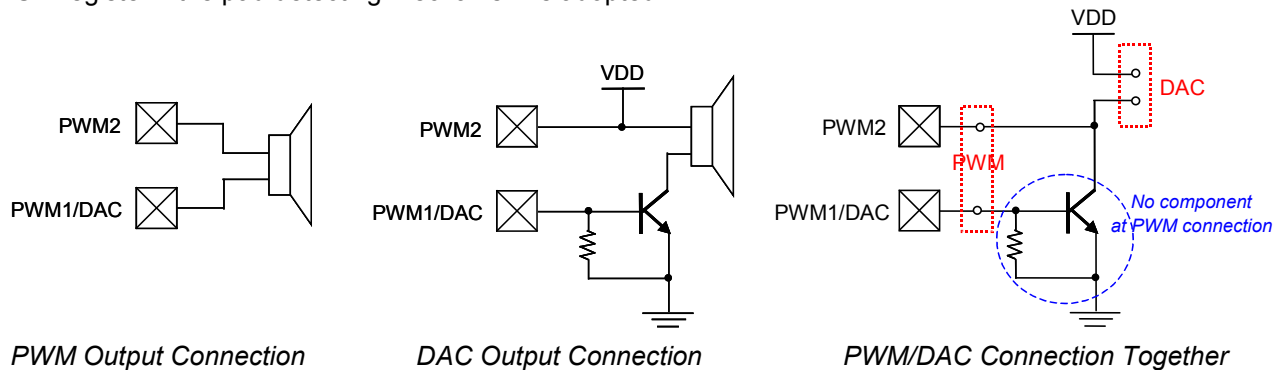 VDD
PWM2
PWM1/DAC
PWM Output Connection
VDD
PWM2
PWM1/DAC
DAC Output Connection
VDD
DAC
PWM2
PWM
PWM1/DAC
No component
at PWM connection
PWM/DAC Connection Together